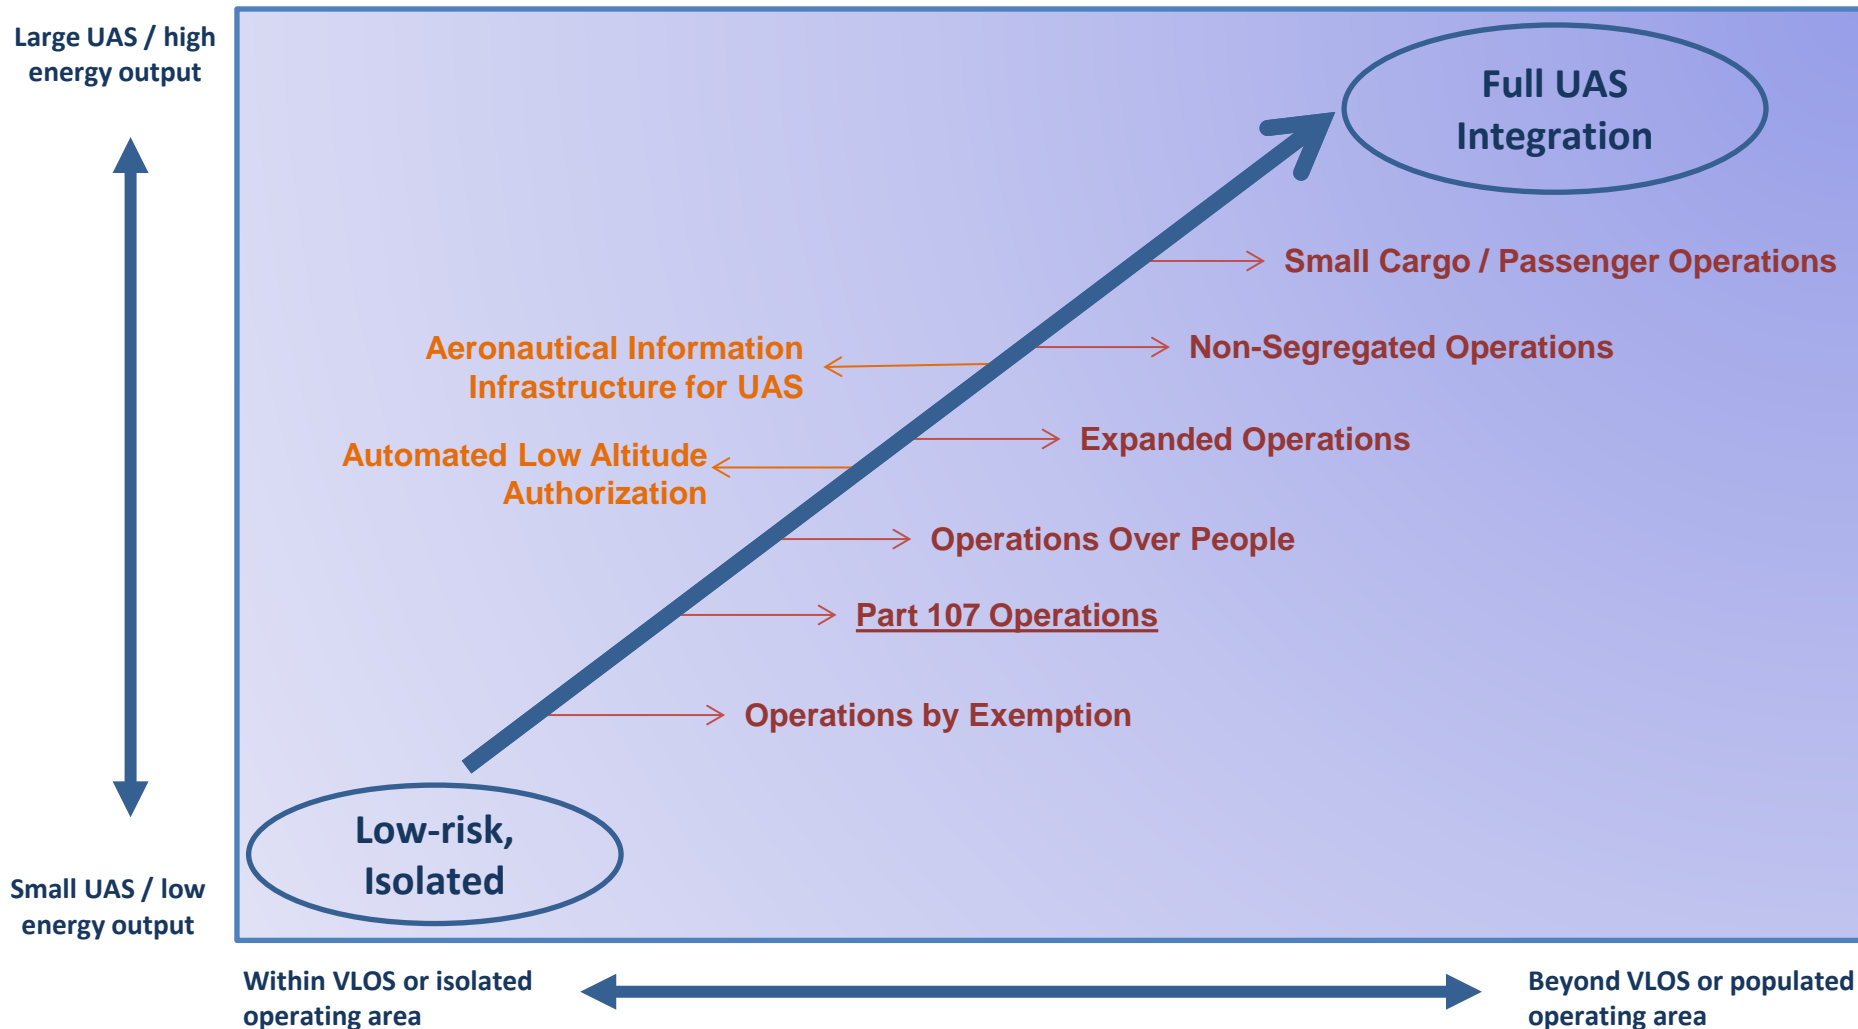 Large UAS / high
energy output
Full UAS
Integration
Small Cargo / Passenger Operations
Aeronautical Information
Infrastructure for UAS
Non-Segregated Operations
Expanded Operations
Automated Low Altitude
Authorization
Operations Over People
Part 107 Operations
Operations by Exemption
Low-risk,
Isolated
Small UAS / low
energy output
Within VLOS or isolated
operating area
Beyond VLOS or populated
operating area